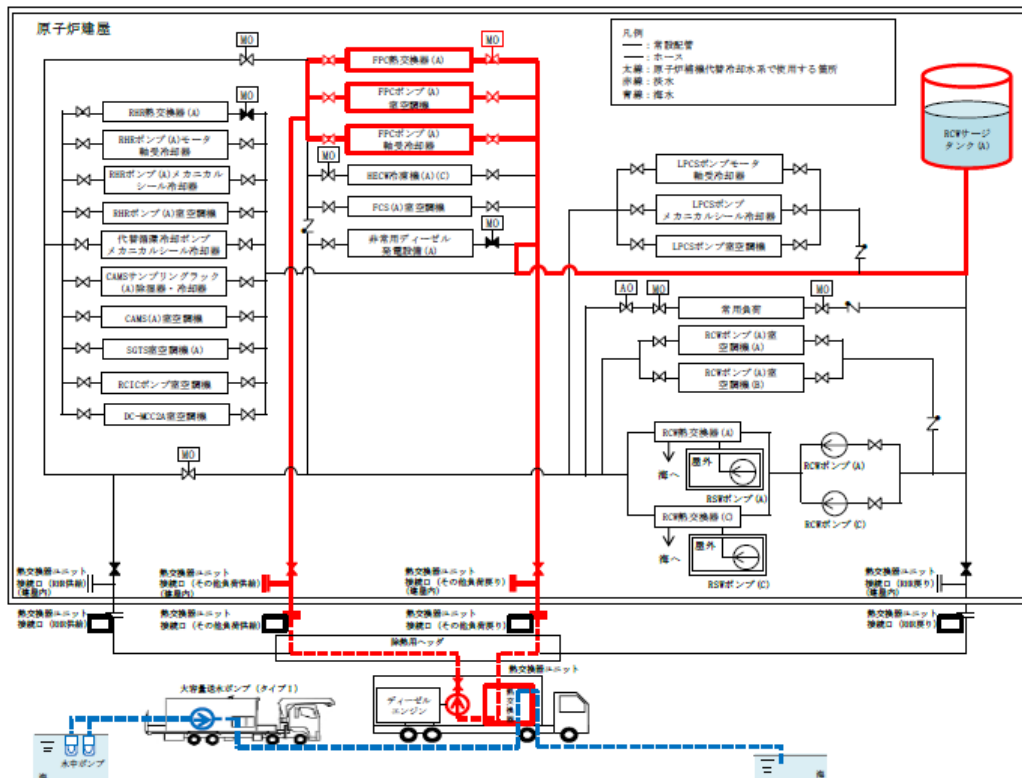 原子炉建屋
凡例
：常設配管
：ホース
太線：原子炉補機代替冷却水系で使用する箇所
赤線：淡水
青線：海水
MO
MO
MO
FPC熱交換器(A)
FPCポンプ(A)
室空調機
FPCポンプ(A)
軸受冷却器
MO
HECW冷凍機(A)(C)
FCS(A)室空調機
MO
非常用ディーゼル
発電設備(A)
RHR熱交換器(A)
RHRポンプ(A)モータ
軸受冷却器
RHRポンプ(A)メカニカル
シール冷却器
RHRポンプ(A)室空調機
代替循環冷却ポンプ
メカニカルシール冷却器
CAMSサンプリングラック
(A)除湿器・冷却器
CAMS(A)室空調機
SGTS室空調機(A)
RCICポンプ室空調機
DC-MCC2A室空調機
MO
RCWサージ
タンク(A)
LPCSポンプモータ
軸受冷却器
LPCSポンプ
メカニカルシール冷却器
LPCSポンプ室空調機
AO
MO
MO
常用負荷
RCWポンプ(A)室
空調機(A)
RCWポンプ(A)室
空調機(B)
RCW熱交換器(A)
海へ
屋外
RSWポンプ(A)
RCW熱交換器(C)
海へ
屋外
RSWポンプ(C)
RCWポンプ(A)
RCWポンプ(C)
熱交換器ユニット
接続口(RHR供給)
(建屋内)
熱交換器ユニット
接続口(その他負荷供給)
(建屋内)
熱交換器ユニット
接続口(その他負荷戻り)
(建屋内)
熱交換器ユニット
接続口(RHR戻り)
(建屋内)
熱交換器ユニット
接続口(RHR供給)
熱交換器ユニット
接続口(その他負荷供給)
熱交換器ユニット
接続口(その他負荷戻り)
熱交換器ユニット
接続口(RHR戻り)
除熱用ヘッダ
熱交換器ユニット
大容量送水ポンプ(タイプⅠ)
ディーゼル
エンジン
熱交換器
水中ポンプ
海
海